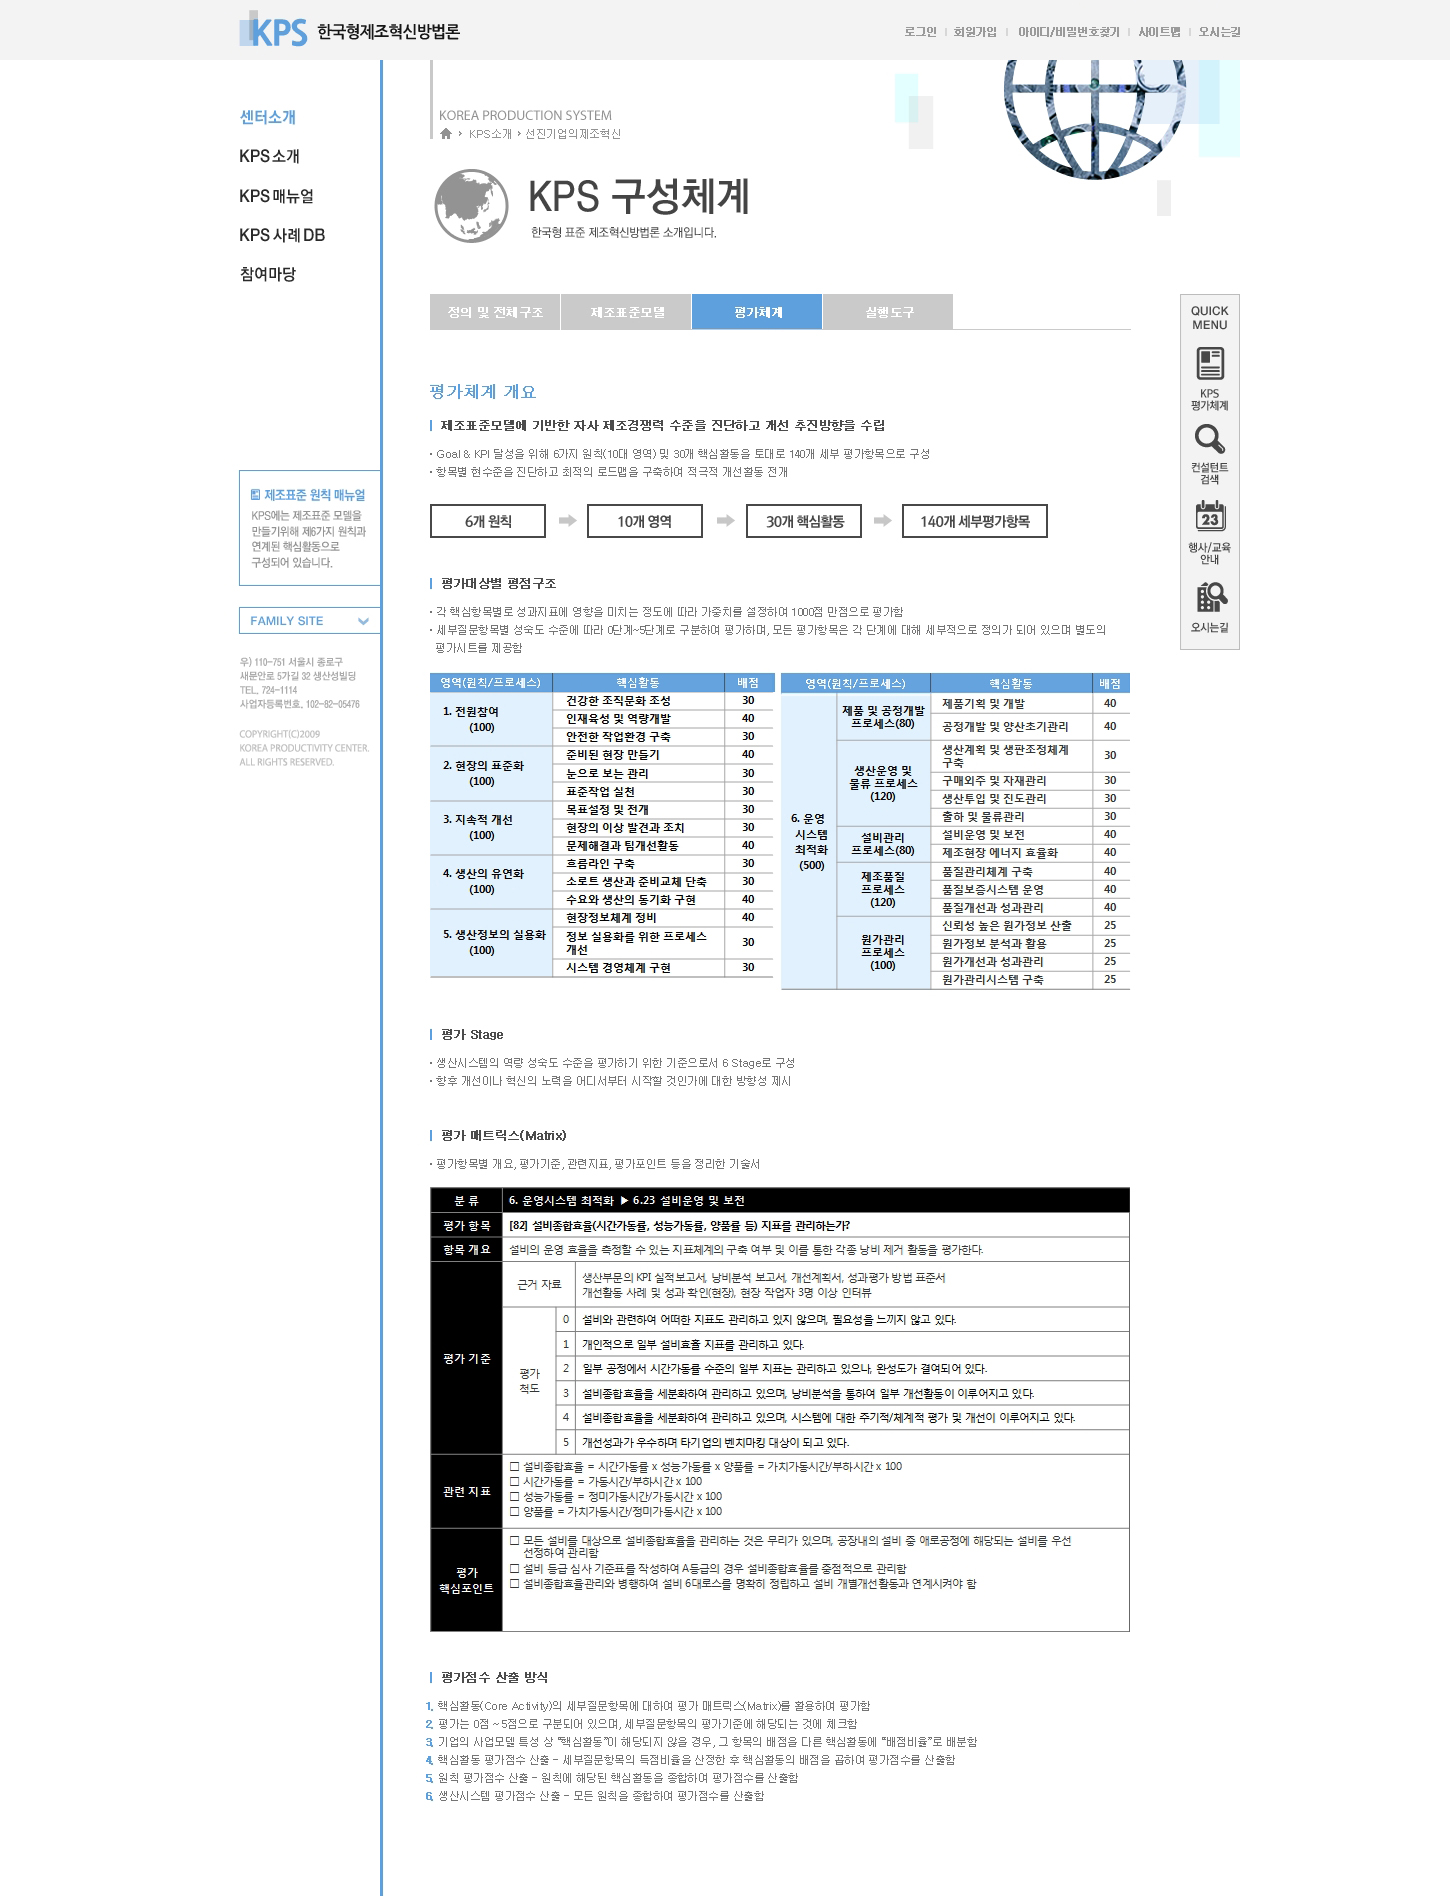 KPS 한국형제조혁신방법론
로그인 | 회원가입 | 아이디/비밀번호찾기 | 사이트맵 | 오시는길
센터소개
KPS 소개
KPS 매뉴얼
KPS 사례 DB
참여마당
제조표준 원칙 매뉴얼
KPS에는 제조표준 모델을
만들기위해 제6가지 원칙과
연계된 핵심활동으로
구성되어 있습니다.
FAMILY SITE
우) 110-751 서울시 종로구
새문안로 5가길 32 생산성빌딩
TEL. 724-1114
사업자등록번호. 102-82-05476
COPYRIGHT(C)2009
KOREA PRODUCTIVITY CENTER.
ALL RIGHTS RESERVED.
KOREA PRODUCTION SYSTEM
> KPS소개 > 선진기업의제조혁신
KPS 구성체계
한국형 표준 제조혁신방법론 소개입니다.
정의 및 전체구조
제조표준모델
평가체계
실행도구
QUICK
MENU
KPS
평가체계
컨설턴트
검색
23
행사/교육
안내
오시는길
평가체계 개요
제조표준모델에 기반한 자사 제조경쟁력 수준을 진단하고 개선 추진방향을 수립
· Goal & KPI 달성을 위해 6가지 원칙(10대 영역) 및 30개 핵심활동을 토대로 140개 세부 평가항목으로 구성
· 항목별 현수준을 진단하고 최적의 로드맵을 구축하여 적극적 개선활동 전개
6개 원칙
10개 영역
30개 핵심활동
140개 세부평가항목
평가대상별 평점구조
· 각 핵심항목별로 성과지표에 영향을 미치는 정도에 따라 가중치를 설정하여 1000점 만점으로 평가함
· 세부질문항목별 성숙도 수준에 따라 0단계~5단계로 구분하여 평가하며, 모든 평가항목은 각 단계에 대해 세부적으로 정의가 되어 있으며 별도의
평가시트를 제공함
영역(원칙/프로세스) 핵심활동 배점
1. 전원참여
(100)
건강한 조직문화 조성 30
인재육성 및 역량개발 40
안전한 작업환경 구축 30
2. 현장의 표준화
(100)
준비된 현장 만들기 40
눈으로 보는 관리 30
표준작업 실천 30
3. 지속적 개선
(100)
목표설정 및 전개 30
현장의 이상 발견과 조치 30
문제해결과 팀개선활동 40
4. 생산의 유연화
(100)
흐름라인 구축 30
소로트 생산과 준비교체 단축 30
수요와 생산의 동기화 구현 40
5. 생산정보의 실용화
(100)
현장정보체계 정비 40
정보 실용화를 위한 프로세스
개선 30
시스템 경영체계 구현 30
영역(원칙/프로세스) 핵심활동 배점
6. 운영
시스템
최적화
(500)
제품 및 공정개발
프로세스(80)
제품기획 및 개발 40
공정개발 및 양산초기관리 40
생산운영 및
물류 프로세스
(120)
생산계획 및 생판조정체계
구축 30
구매외주 및 자재관리 30
생산투입 및 진도관리 30
출하 및 물류관리 30
설비관리
프로세스(80)
설비운영 및 보전 40
제조현장 에너지 효율화 40
제조품질
프로세스
(120)
품질관리체계 구축 40
품질보증시스템 운영 40
품질개선과 성과관리 40
원가관리
프로세스
(100)
신뢰성 높은 원가정보 산출 25
원가정보 분석과 활용 25
원가개선과 성과관리 25
원가관리시스템 구축 25
평가 Stage
· 생산시스템의 역량 성숙도 수준을 평가하기 위한 기준으로서 6 Stage로 구성
· 향후 개선이나 혁신의 노력을 어디서부터 시작할 것인가에 대한 방향성 제시
평가 매트릭스(Matrix)
· 평가항목별 개요, 평가기준, 관련지표, 평가포인트 등을 정리한 기술서
분 류 6. 운영시스템 최적화 ▶ 6.23 설비운영 및 보전
평가 항목 [82] 설비종합효율(시간가동률, 성능가동률, 양품률 등) 지표를 관리하는가?
항목 개요 설비의 운영 효율을 측정할 수 있는 지표체계의 구축 여부 및 이를 통한 각종 낭비 제거 활동을 평가한다.
평가 기준
근거 자료
생산부문의 KPI 실적보고서, 낭비분석 보고서, 개선계획서, 성과평가 방법 표준서
개선활동 사례 및 성과 확인(현장), 현장 작업자 3명 이상 인터뷰
평가
척도
0 설비와 관련하여 어떠한 지표도 관리하고 있지 않으며, 필요성을 느끼지 않고 있다.
1 개인적으로 일부 설비효율 지표를 관리하고 있다.
2 일부 공정에서 시간가동률 수준의 일부 지표는 관리하고 있으나, 완성도가 결여되어 있다.
3 설비종합효율을 세분화하여 관리하고 있으며, 낭비분석을 통하여 일부 개선활동이 이루어지고 있다.
4 설비종합효율을 세분화하여 관리하고 있으며, 시스템에 대한 주기적/체계적 평가 및 개선이 이루어지고 있다.
5 개선성과가 우수하며 타기업의 벤치마킹 대상이 되고 있다.
관련 지표
□ 설비종합효율 = 시간가동률 x 성능가동률 x 양품률 = 가치가동시간/부하시간 x 100
□ 시간가동률 = 가동시간/부하시간 x 100
□ 성능가동률 = 정미가동시간/가동시간 x 100
□ 양품률 = 가치가동시간/정미가동시간 x 100
평가
핵심포인트
□ 모든 설비를 대상으로 설비종합효율을 관리하는 것은 무리가 있으며, 공장내의 설비 중 애로공정에 해당되는 설비를 우선
선정하여 관리함
□ 설비 등급 심사 기준표를 작성하여 A등급의 경우 설비종합효율를 중점적으로 관리함
□ 설비종합효율관리와 병행하여 설비 6대로스를 명확히 정립하고 설비 개별개선활동과 연계시켜야 함
평가점수 산출 방식
1. 핵심활동(Core Activity)의 세부질문항목에 대하여 평가 매트릭스(Matrix)를 활용하여 평가함
2. 평가는 0점 ~ 5점으로 구분되어 있으며, 세부질문항목의 평가기준에 해당되는 것에 체크함
3. 기업의 사업모델 특성 상 "핵심활동"이 해당되지 않을 경우, 그 항목의 배점을 다른 핵심활동에 "배점비율"로 배분함
4. 핵심활동 평가점수 산출 - 세부질문항목의 득점비율을 산정한 후 핵심활동의 배점을 곱하여 평가점수를 산출함
5. 원칙 평가점수 산출 - 원칙에 해당된 핵심활동을 종합하여 평가점수를 산출함
6. 생산시스템 평가점수 산출 - 모든 원칙을 종합하여 평가점수를 산출함